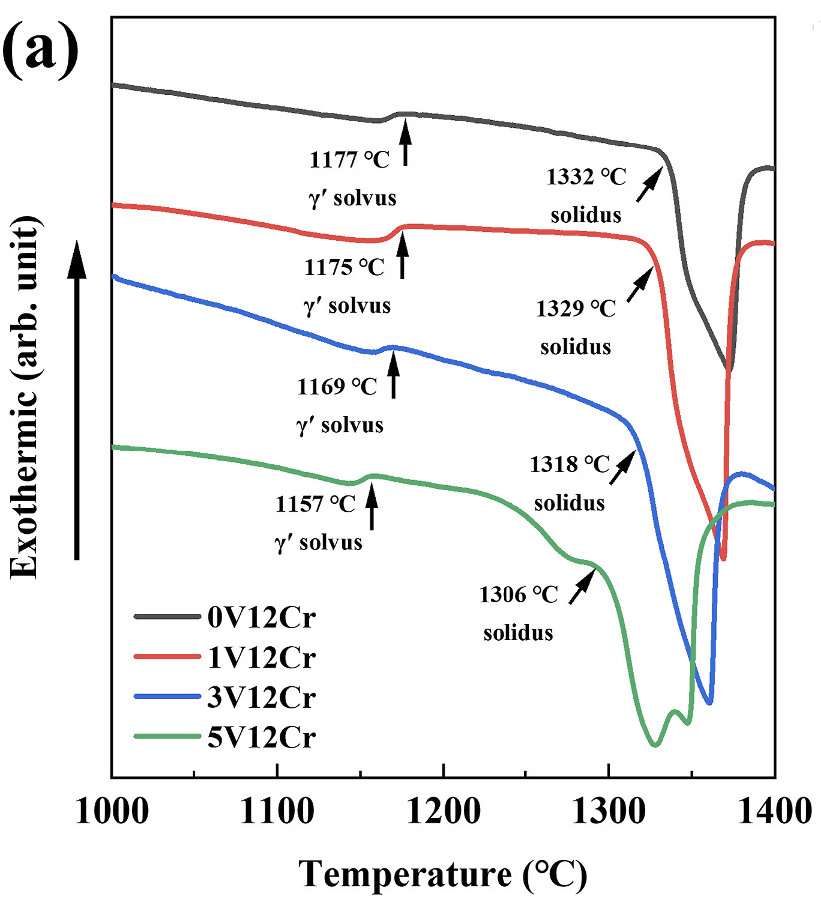 (a)
1177 ℃
γ′ solvus
1332 ℃
solidus
1175 ℃
γ′ solvus
1329 ℃
solidus
1169 ℃
γ′ solvus
1318 ℃
solidus
1157 ℃
γ′ solvus
1306 ℃
solidus
0V12Cr
1V12Cr
3V12Cr
5V12Cr
Exothermic (arb. unit)
1000 1100 1200 1300 1400
Temperature (℃)